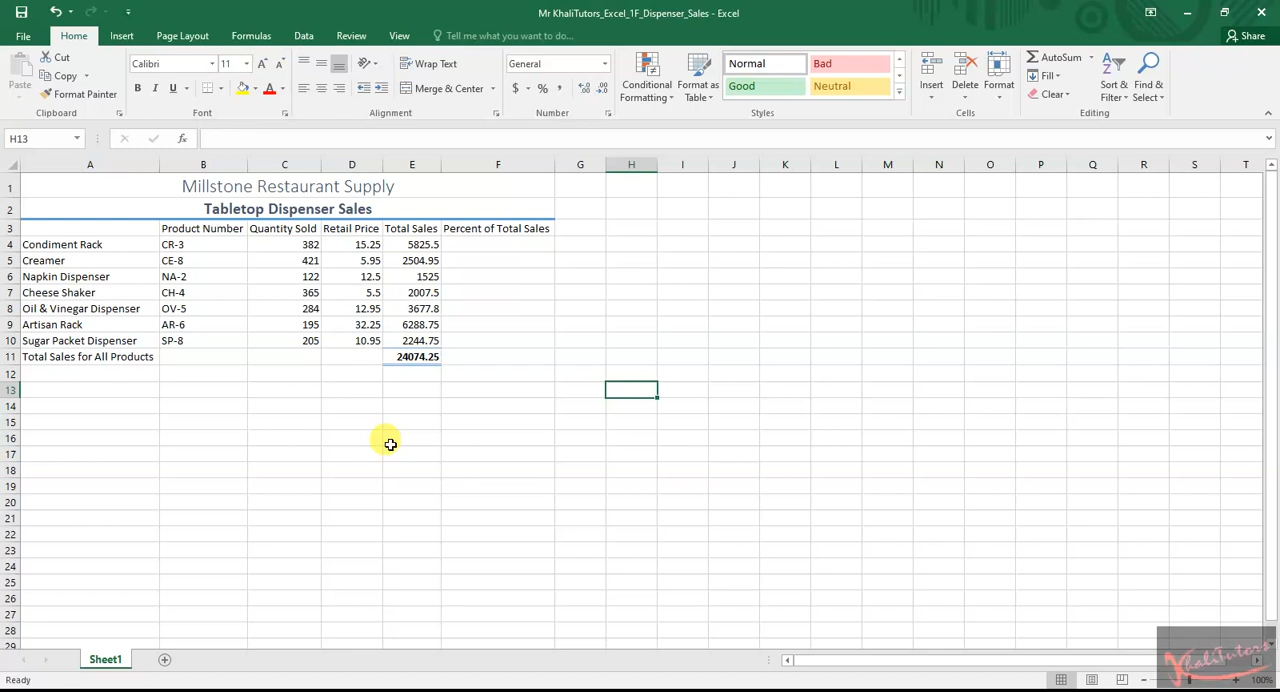 Mr KhaliTutors_Excel_1F_Dispenser_Sales - Excel
File Home Insert Page Layout Formulas Data Review View Tell me what you want to do... Share
Paste Cut Copy Format Painter Clipboard
Calibri 11 B I U A Font
Wrap Text Merge & Center Alignment
General $ % , Number
Conditional Formatting Format as Table Normal Bad Good Neutral Styles
Insert Delete Format Cells
AutoSum Fill Clear Sort & Filter Find & Select Editing
H13 fx
A B C D E F G H I J K L M N O P Q R S T
1 Millstone Restaurant Supply
2 Tabletop Dispenser Sales
3 Product Number Quantity Sold Retail Price Total Sales Percent of Total Sales
4 Condiment Rack CR-3 382 15.25 5825.5
5 Creamer CE-8 421 5.95 2504.95
6 Napkin Dispenser NA-2 122 12.5 1525
7 Cheese Shaker CH-4 365 5.5 2007.5
8 Oil & Vinegar Dispenser OV-5 284 12.95 3677.8
9 Artisan Rack AR-6 195 32.25 6288.75
10 Sugar Packet Dispenser SP-8 205 10.95 2244.75
11 Total Sales for All Products 24074.25
12
13
14
15
16
17
18
19
20
21
22
23
24
25
26
27
28
29
Sheet1
KhaliTutors
Ready 100%